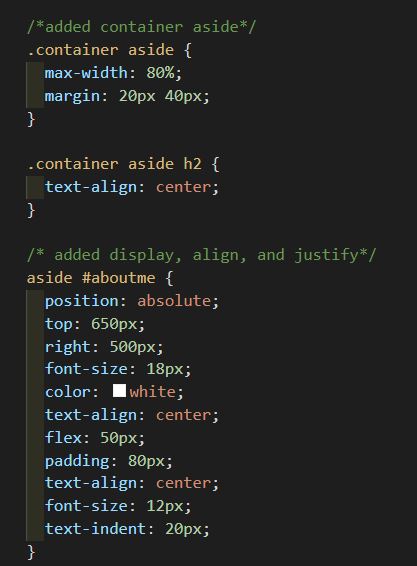 /*added container aside*/
.container aside {
max-width: 80%;
margin: 20px 40px;
}
.container aside h2 {
text-align: center;
}
/* added display, align, and justify*/
aside #aboutme {
position: absolute;
top: 650px;
right: 500px;
font-size: 18px;
color: white;
text-align: center;
flex: 50px;
padding: 80px;
text-align: center;
font-size: 12px;
text-indent: 20px;
}